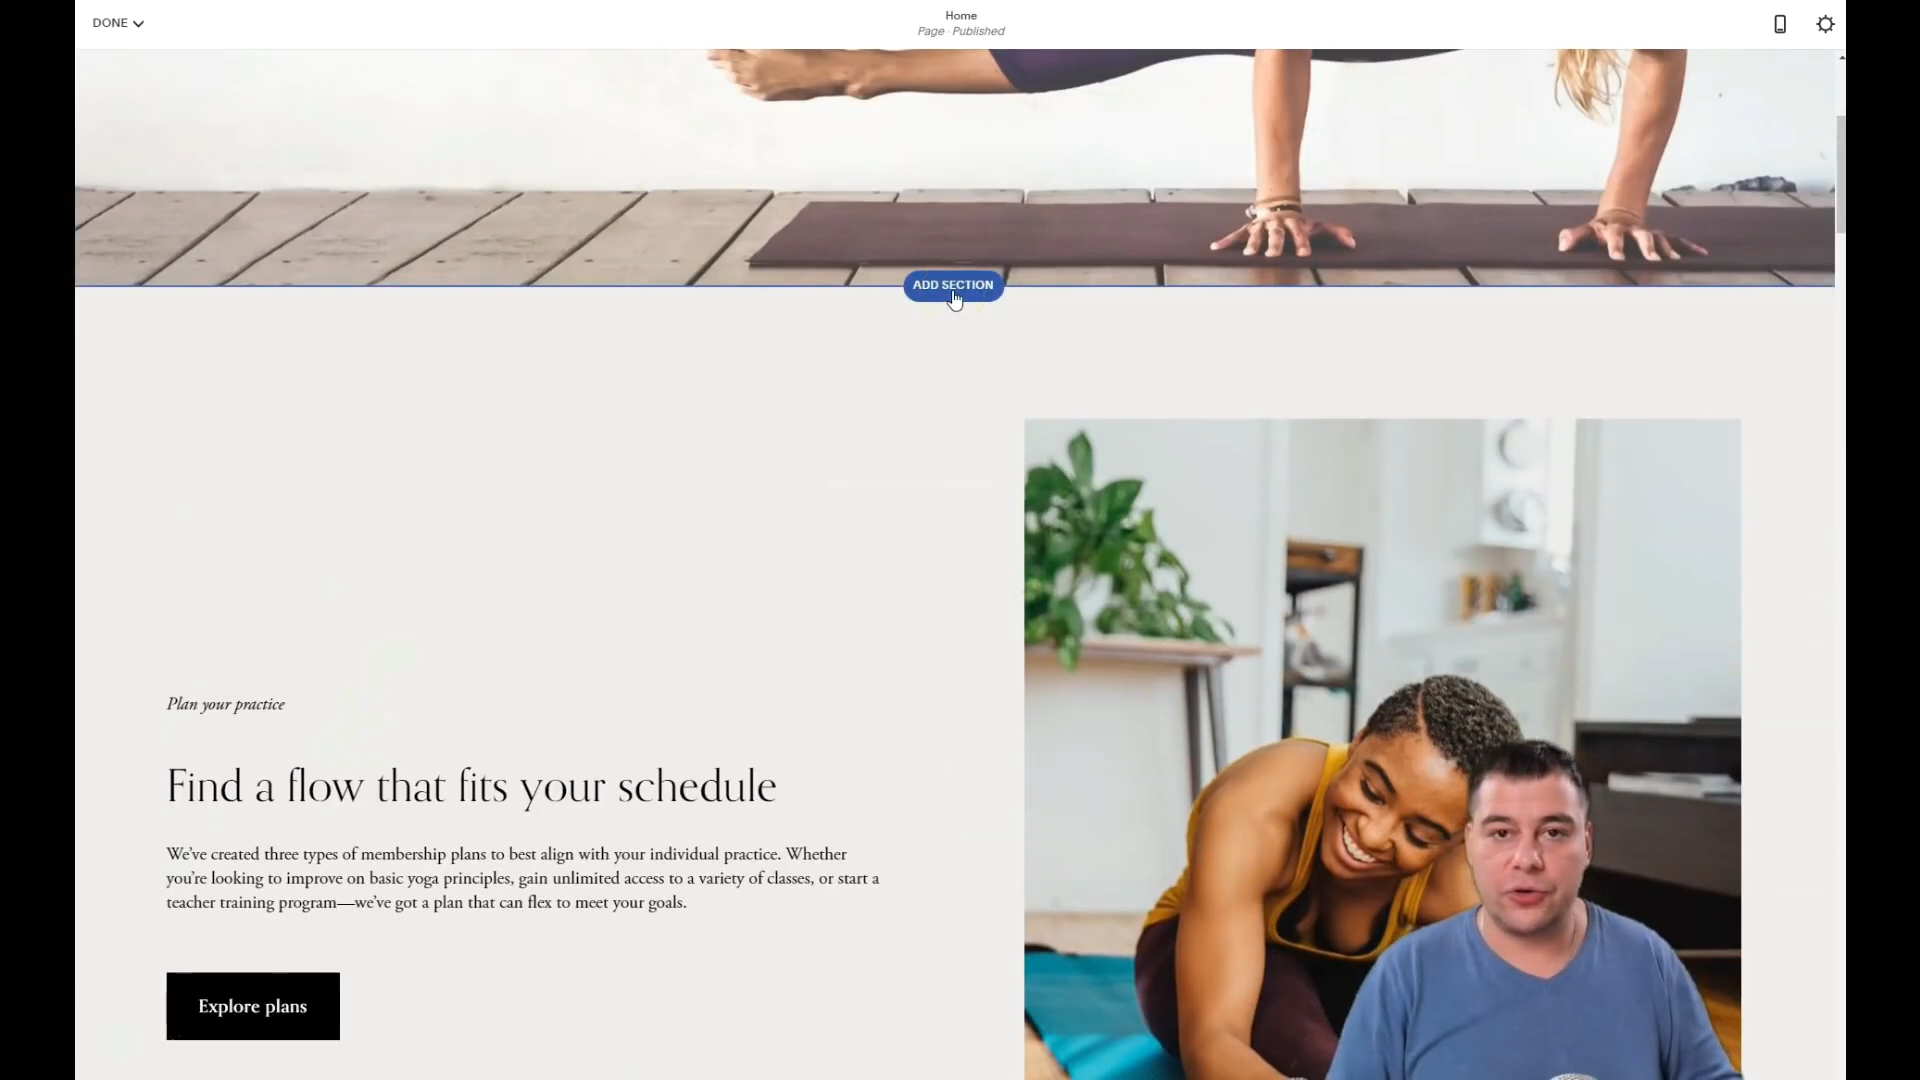 DONE
Home
Page · Published
ADD SECTION
Plan your practice
Find a flow that fits your schedule
We've created three types of membership plans to best align with your individual practice. Whether
you're looking to improve on basic yoga principles, gain unlimited access to a variety of classes, or start a
teacher training program—we've got a plan that can flex to meet your goals.
Explore plans